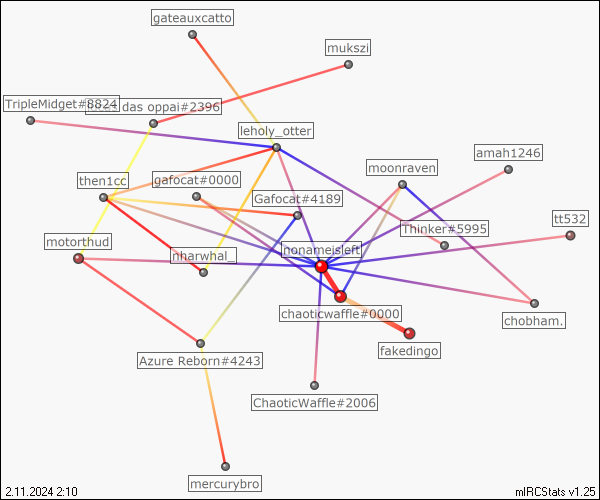 gateauxcatto
mukszi
TripleMidget#8824
das oppai#2396
leholy_otter
amah1246
moonraven
then1cc
gafocat#0000
Gafocat#4189
tt532
Thinker#5995
motorthud
nharwhal_
honameisleft
chaoticwaffle#0000
chobham.
fakedingo
Azure Reborn#4243
ChaoticWaffle#2006
mercurybro
2.11.2024 2:10
mIRCStats v1.25